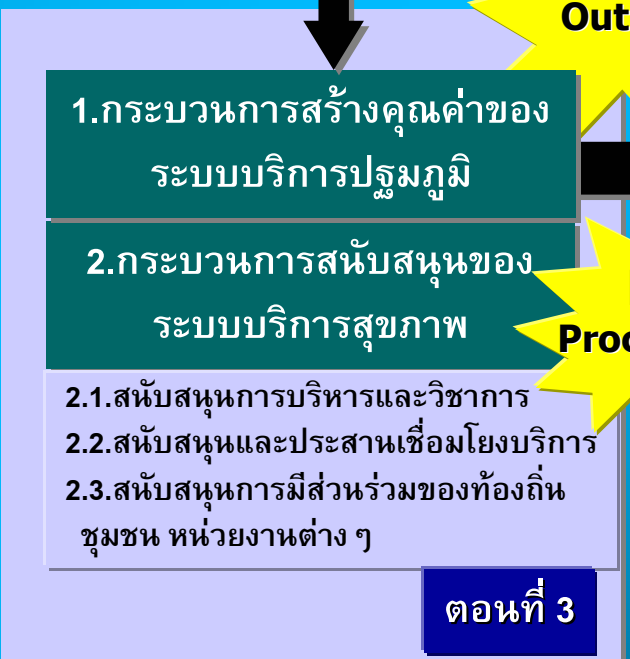 Out
1.กระบวนการสร้างคุณค่าของ
ระบบบริการปฐมภูมิ
2.กระบวนการสนับสนุนของ
ระบบบริการสุขภาพ
Proc
2.1.สนับสนุนการบริหารและวิชาการ
2.2.สนับสนุนและประสานเชื่อมโยงบริการ
2.3.สนับสนุนการมีส่วนร่วมของท้องถิ่น
ชุมชน หน่วยงานต่าง ๆ
ตอนที่ 3